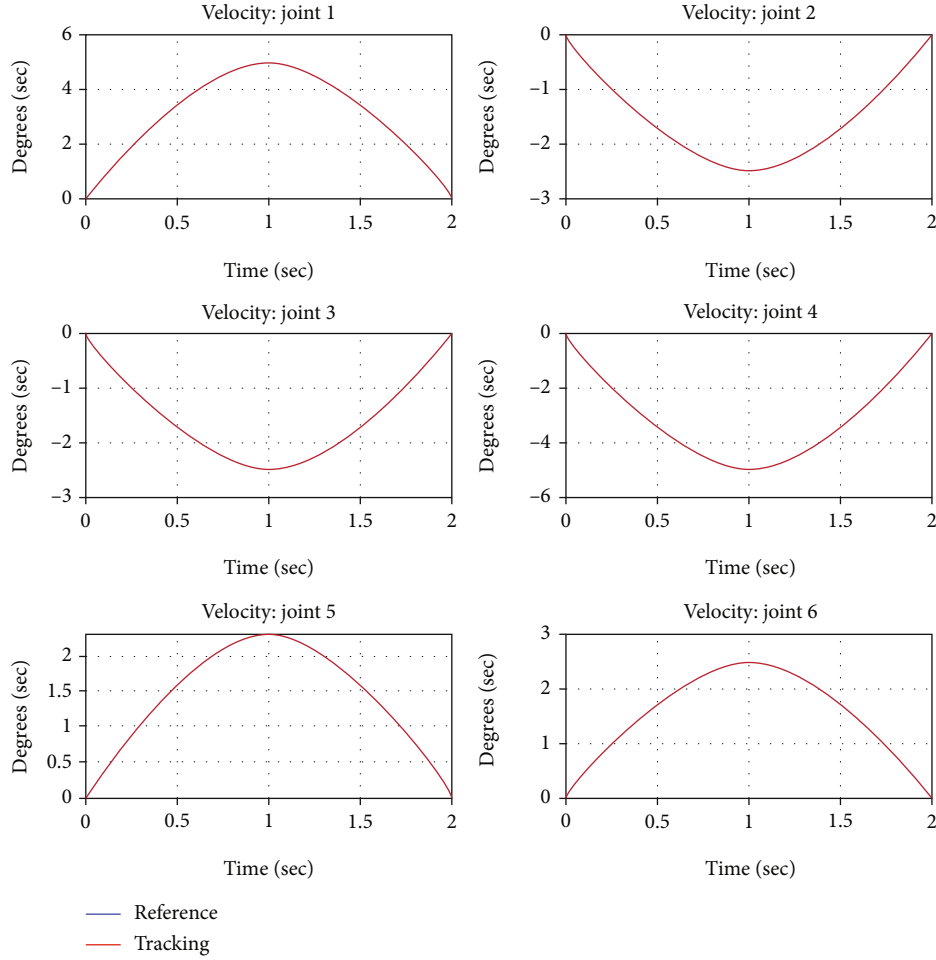 Velocity: joint 1
Degrees (sec)
6
4
2
0
0 0.5 1 1.5 2
Time (sec)
Velocity: joint 2
Degrees (sec)
0
−1
−2
−3
0 0.5 1 1.5 2
Time (sec)
Velocity: joint 3
Degrees (sec)
0
−1
−2
−3
0 0.5 1 1.5 2
Time (sec)
Velocity: joint 4
Degrees (sec)
0
−2
−4
−6
0 0.5 1 1.5 2
Time (sec)
Velocity: joint 5
Degrees (sec)
2
1.5
1
0.5
0
0 0.5 1 1.5 2
Time (sec)
Velocity: joint 6
Degrees (sec)
3
2
1
0
0 0.5 1 1.5 2
Time (sec)
Reference
Tracking